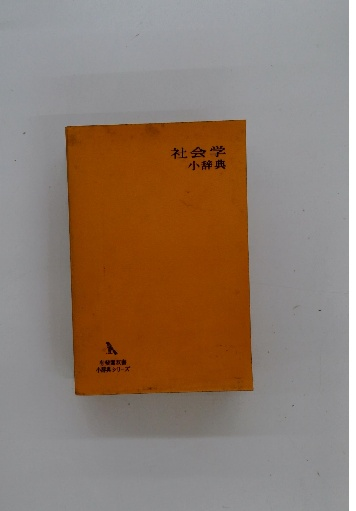 社会学
小辞典
有斐閣双書
小辞典シリーズ